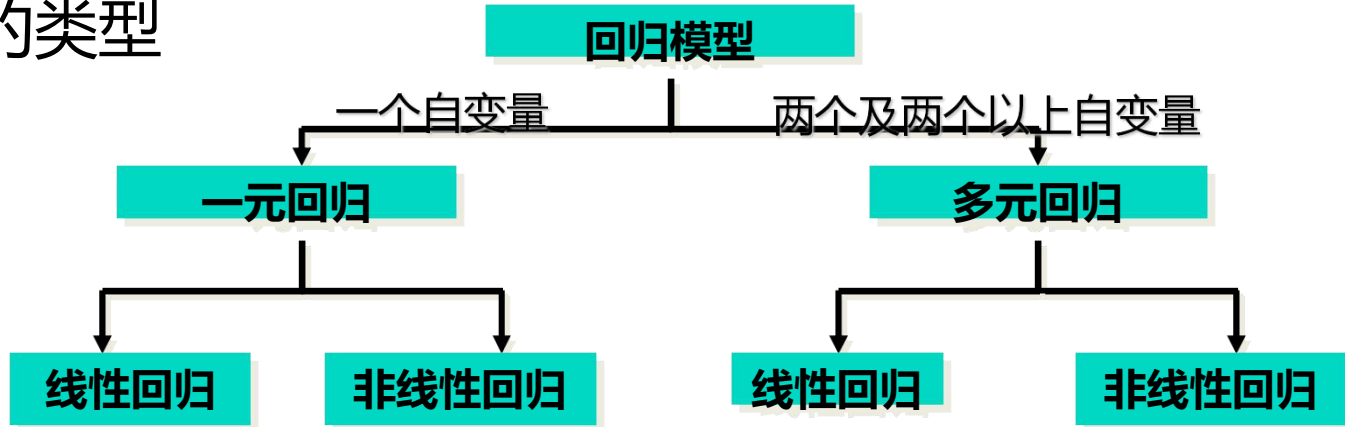 的类型
回归模型
一个自变量
两个及两个以上自变量
一元回归
多元回归
线性回归
非线性回归
线性回归
非线性回归